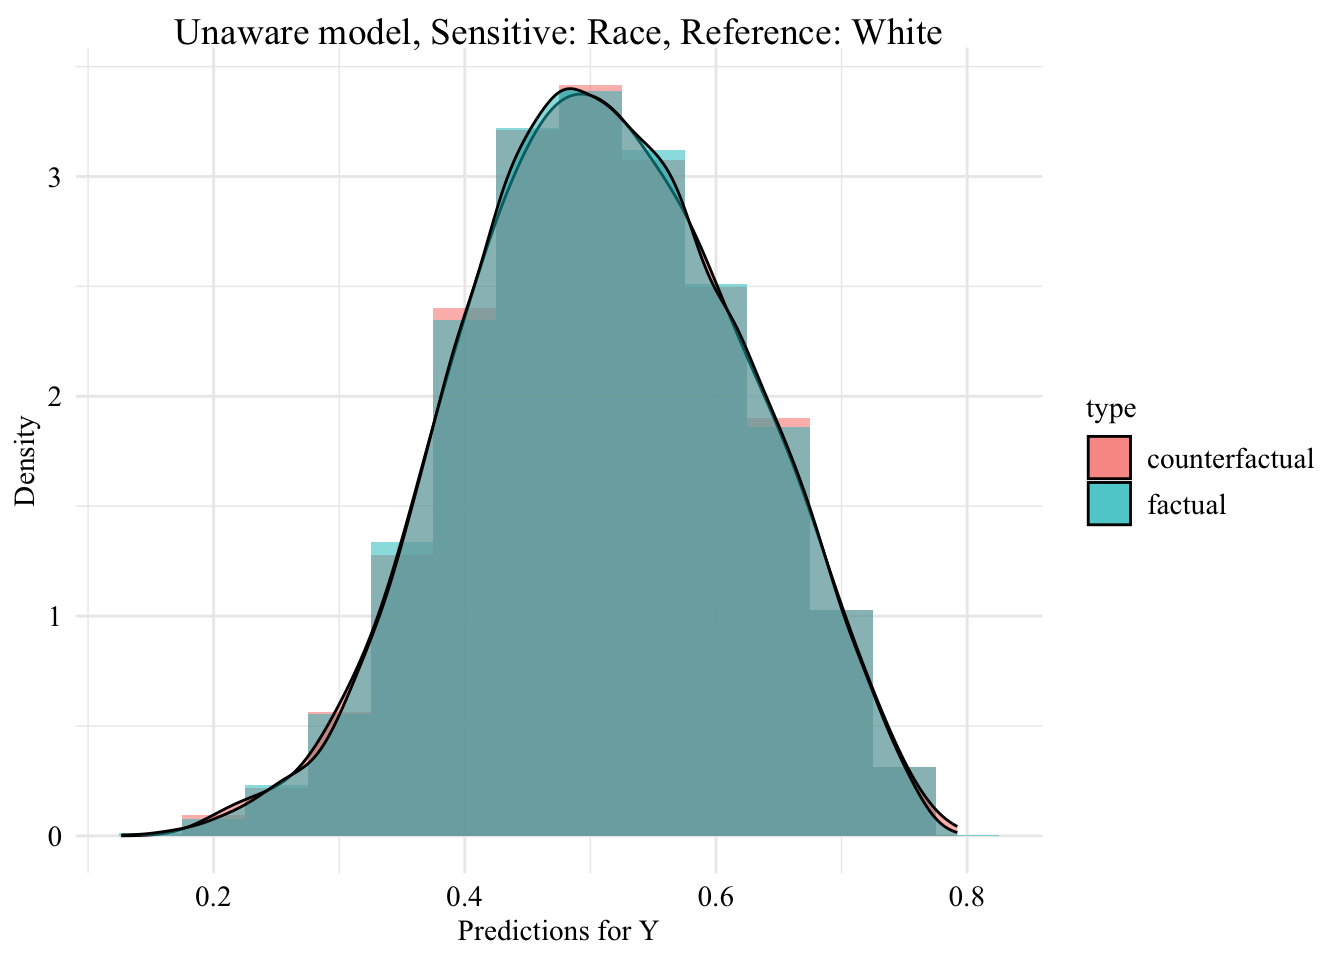 Unaware model, Sensitive: Race, Reference: White
3
2
1
0
Density
0.2 0.4 0.6 0.8
Predictions for Y
type
counterfactual
factual